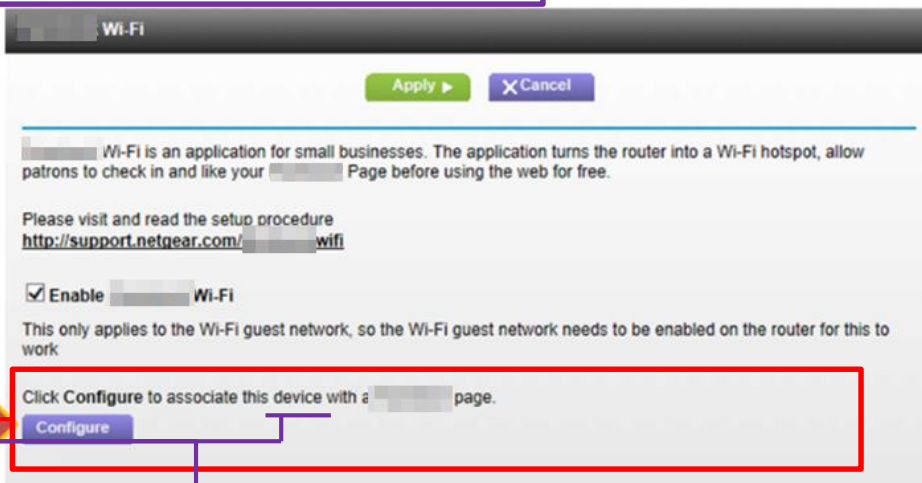 Wi-Fi
Apply
Cancel
Wi-Fi is an application for small businesses. The application turns the router into a Wi-Fi hotspot, allow
patrons to check in and like your Page before using the web for free.
Please visit and read the setup procedure
http://support.netgear.com/ wifi
Enable Wi-Fi
This only applies to the Wi-Fi guest network, so the Wi-Fi guest network needs to be enabled on the router for this to
work
Click Configure to associate this device with a page.
Configure